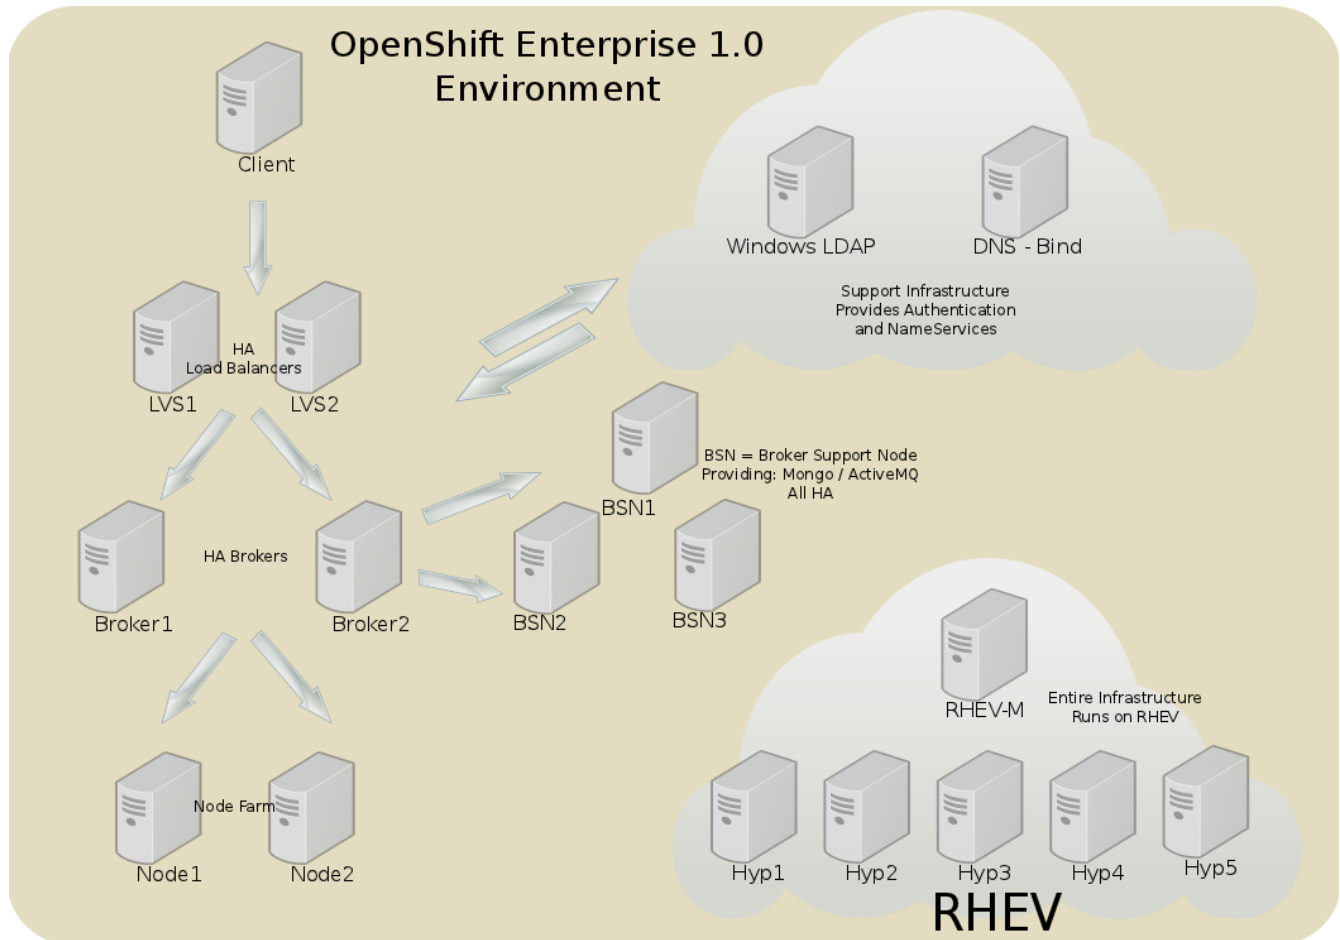 OpenShift Enterprise 1.0
Environment
Client
Windows LDAP
DNS - Bind
Support Infrastructure
Provides Authentication
and NameServices
HA
Load Balancers
LVS1
LVS2
BSN = Broker Support Node
Providing: Mongo / ActiveMQ
All HA
BSN1
HA Brokers
Broker1
Broker2
BSN2
BSN3
RHEV-M
Entire Infrastructure
Runs on RHEV
Node Farm
Node1
Node2
Hyp1
Hyp2
Hyp3
Hyp4
Hyp5
RHEV